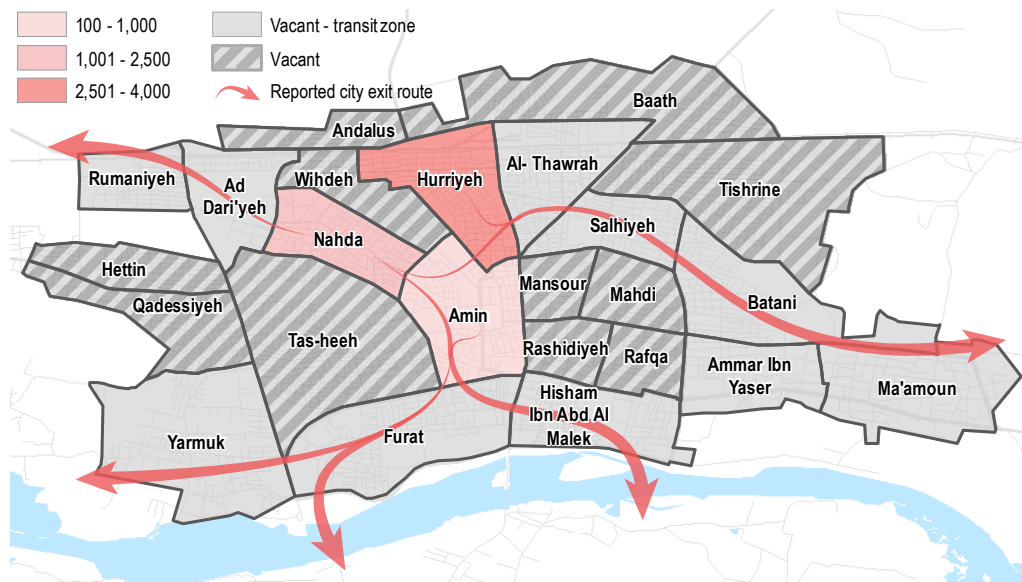 100 - 1,000
1,001 - 2,500
2,501 - 4,000
Vacant - transit zone
Vacant
Reported city exit route
Baath
Andalus
Al- Thawrah
Rumaniyeh
Ad
Dari'yeh
Wihdeh
Hurriyeh
Tishrine
Nahda
Salhiyeh
Hettin
Qadessiyeh
Mansour
Mahdi
Batani
Amin
Tas-heeh
Rashidiyeh
Rafqa
Ammar Ibn
Yaser
Ma'amoun
Hisham
Ibn Abd Al
Malek
Yarmuk
Furat